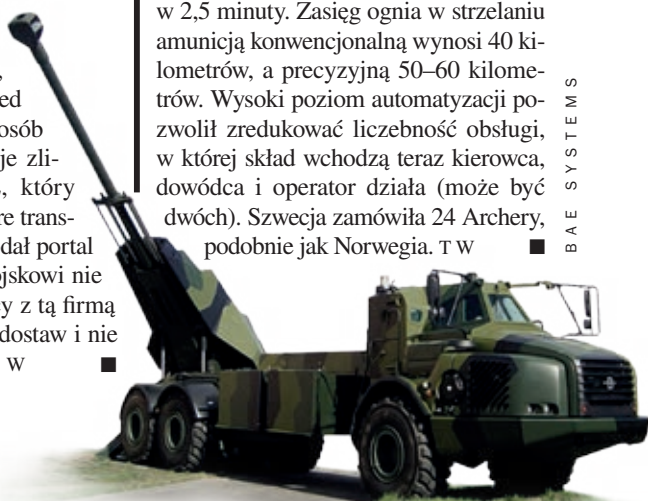 ,
ed
osób
je zli-
, który
re trans-
dał portal
jskowi nie
y z tą firmą
dostaw i nie
W ■
w 2,5 minuty. Zasięg ognia w strzelaniu
amunicją konwencjonalną wynosi 40 ki-
lometrów, a precyzyjną 50–60 kilome-
trów. Wysoki poziom automatyzacji po-
zwolił zredukować liczebność obsługi,
w której skład wchodzą teraz kierowca,
dowódca i operator działa (może być
dwóch). Szwecja zamówiła 24 Archery,
podobnie jak Norwegia. T W ■
BAE SYSTEMS